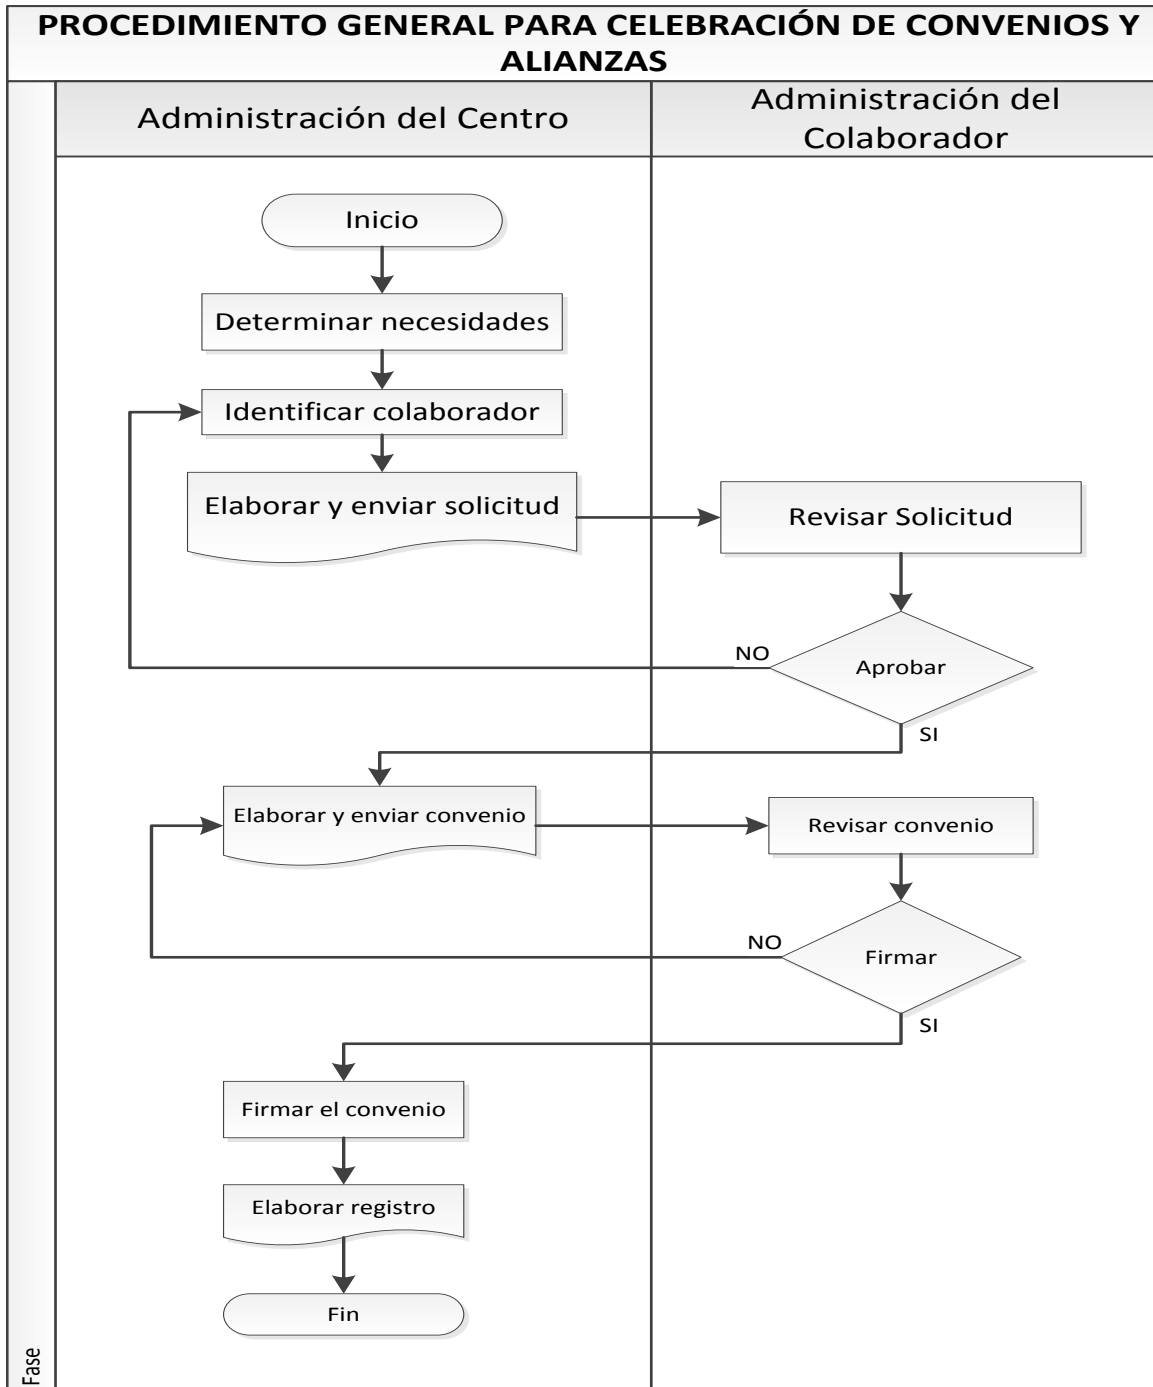 PROCEDIMIENTO GENERAL PARA CELEBRACIÓN DE CONVENIOS Y
ALIANZAS
Administración del Centro
Administración del
Colaborador
Inicio
Determinar necesidades
Identificar colaborador
Elaborar y enviar solicitud
Revisar Solicitud
NO
Aprobar
SI
Elaborar y enviar convenio
Revisar convenio
NO
Firmar
SI
Firmar el convenio
Elaborar registro
Fin
Fase